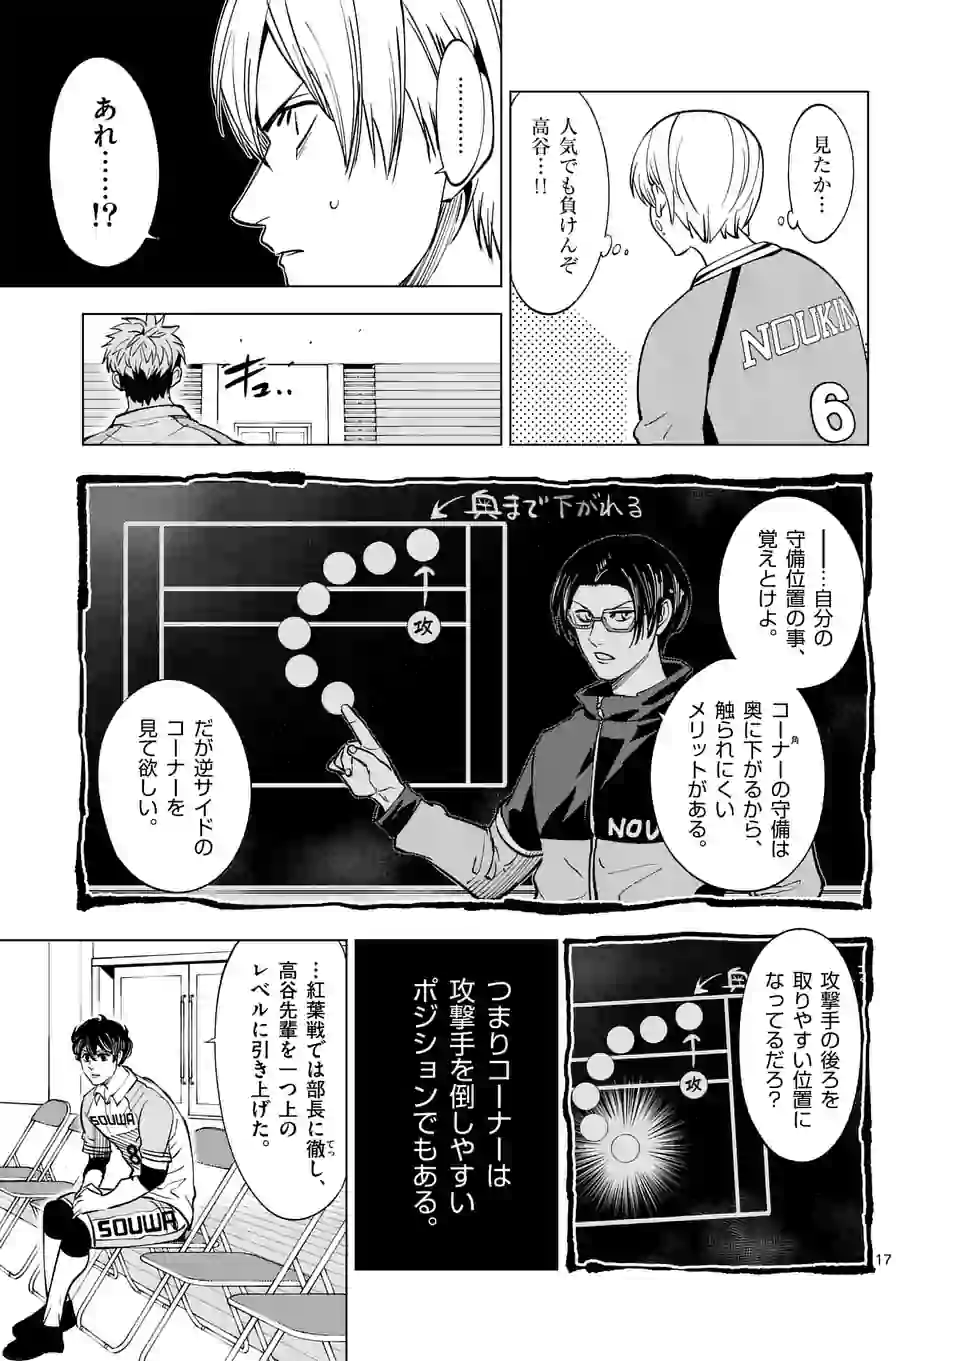 見たか…
人気でも負けんぞ
高谷…!!
NOUKIN
6
………
あれ……
!?
キュ..
奥まで下がれる
攻
――…自分の
守備位置の事、
覚えとけよ。
コーナーの守備は
角
奥に下がるから、
触られにくい
メリットがある。
NOU
だが逆サイドの
コーナーを
見て欲しい。
攻撃手の後ろを
取りやすい位置に
なってるだろ?
奥
攻
つまりコーナーは
攻撃手を倒しやすい
ポジションでもある。
…紅葉戦では部長に徹し、
てっ
高谷先輩を一つ上の
レベルに引き上げた。
SOUWA
8
SOUWA
17